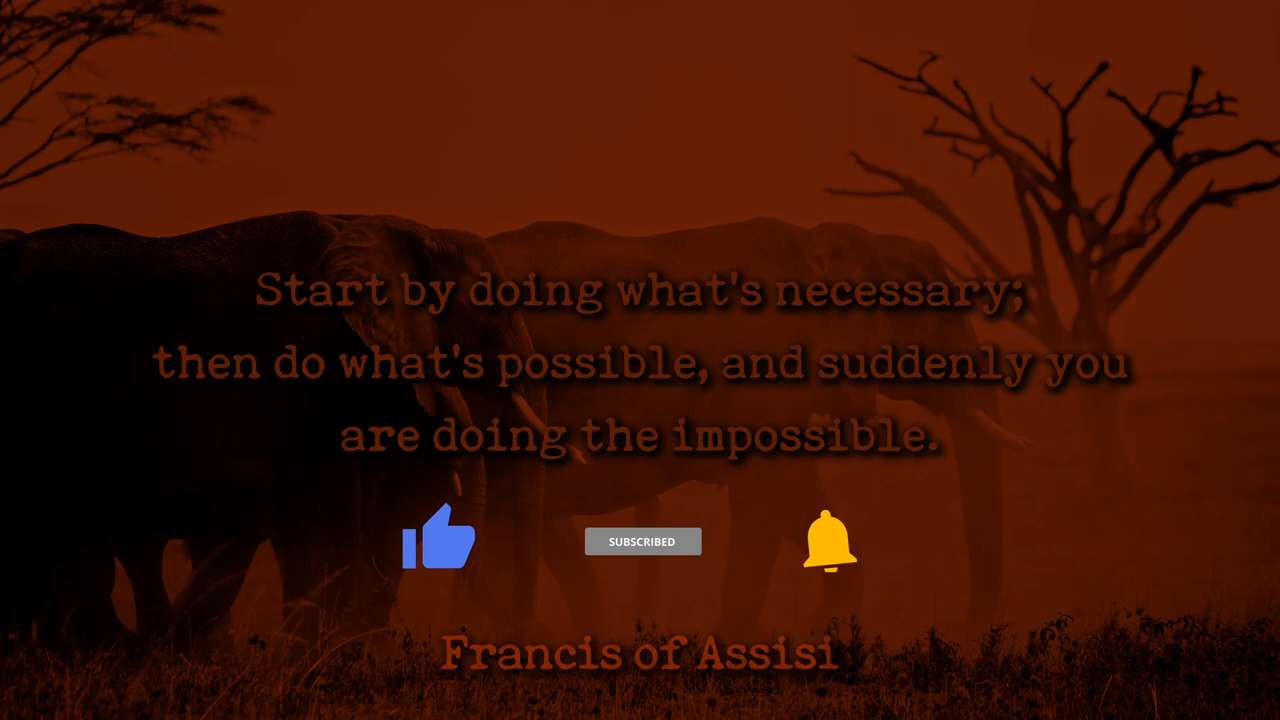 Start by doing what's necessary;
then do what's possible, and suddenly you
are doing the impossible.
SUBSCRIBED
Francis of Assisi